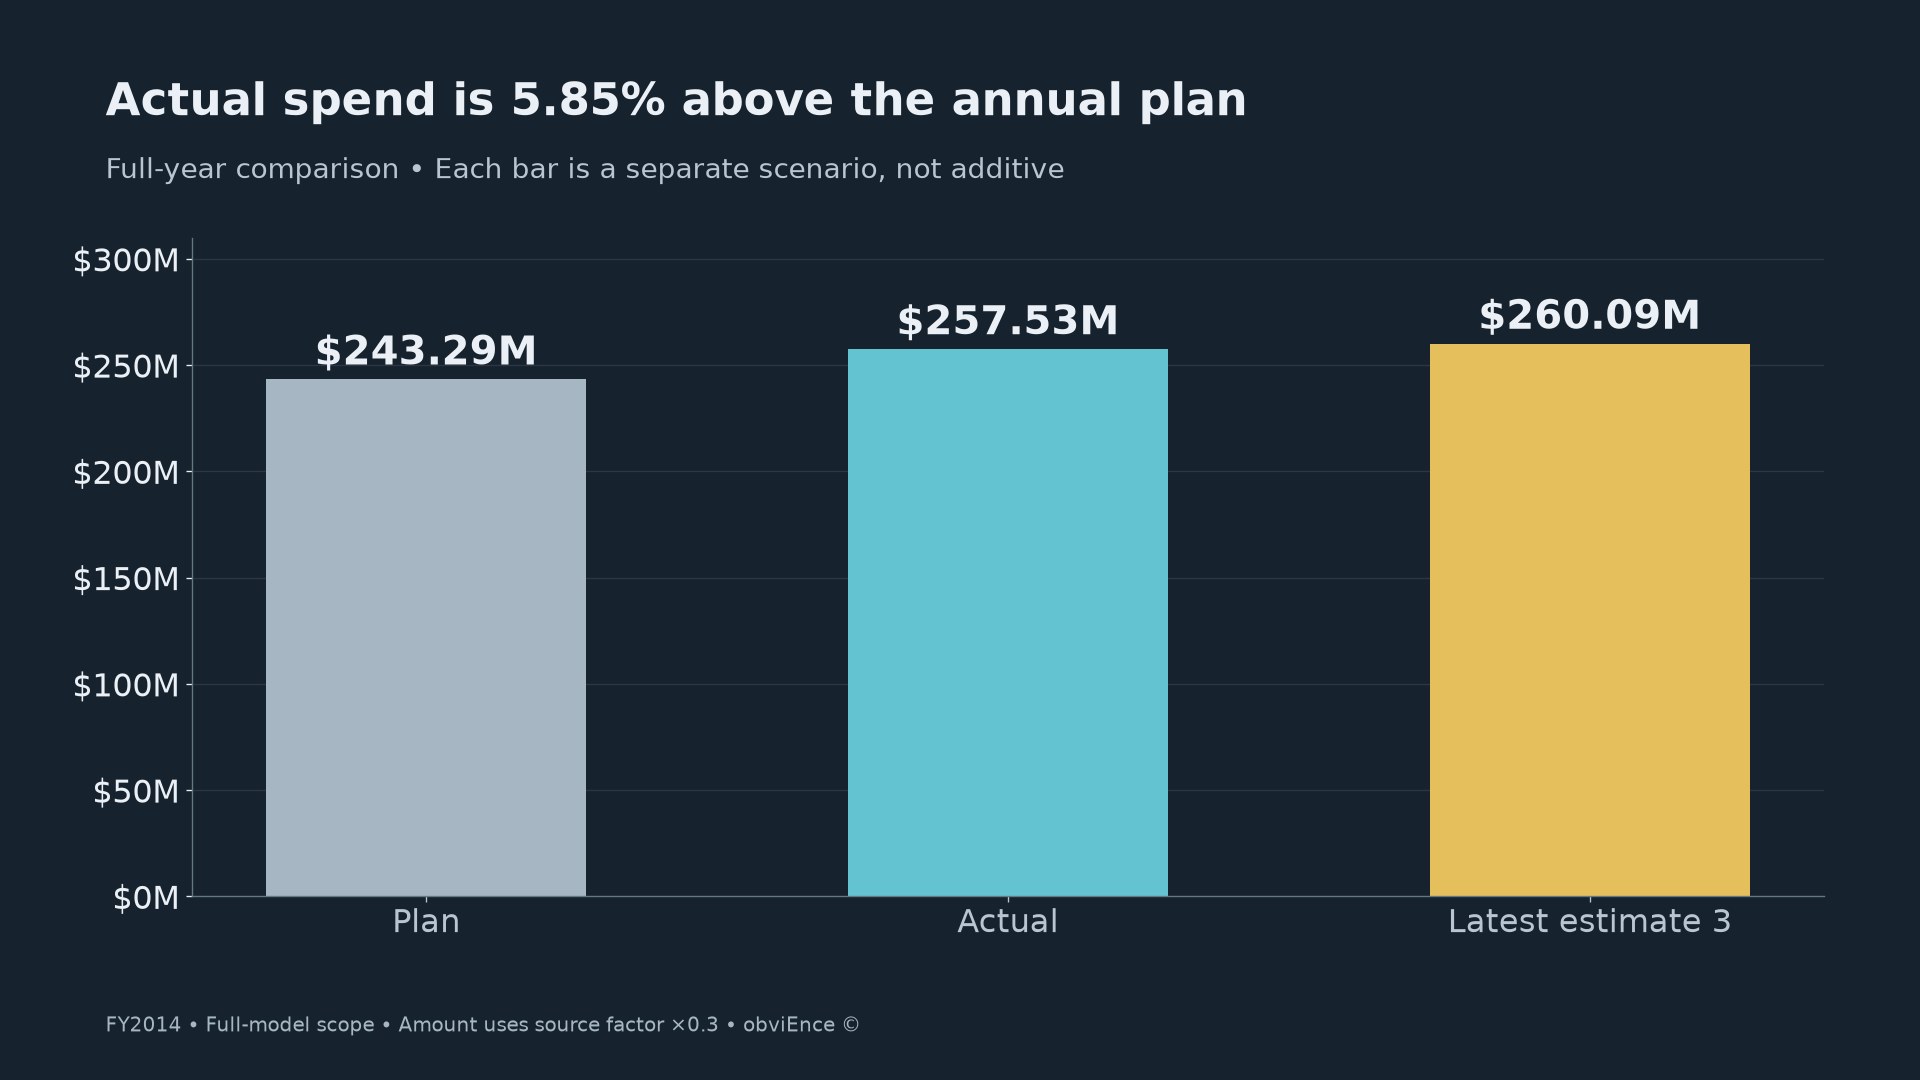 Actual spend is 5.85% above the annual plan
Full-year comparison • Each bar is a separate scenario, not additive
$300M
$250M
$200M
$150M
$100M
$50M
$0M
$243.29M
$257.53M
$260.09M
Plan
Actual
Latest estimate 3
FY2014 • Full-model scope • Amount uses source factor ×0.3 • obviEnce ©